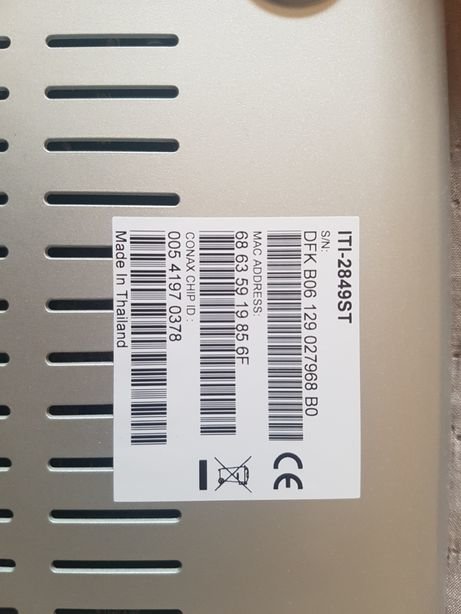 ITI-2849ST
S/N:
DFK B06 129 027968 B0
MAC ADDRESS:
68 63 59 19 85 6F
CONAX CHIP ID :
005 4197 0378
Made In Thailand
CE